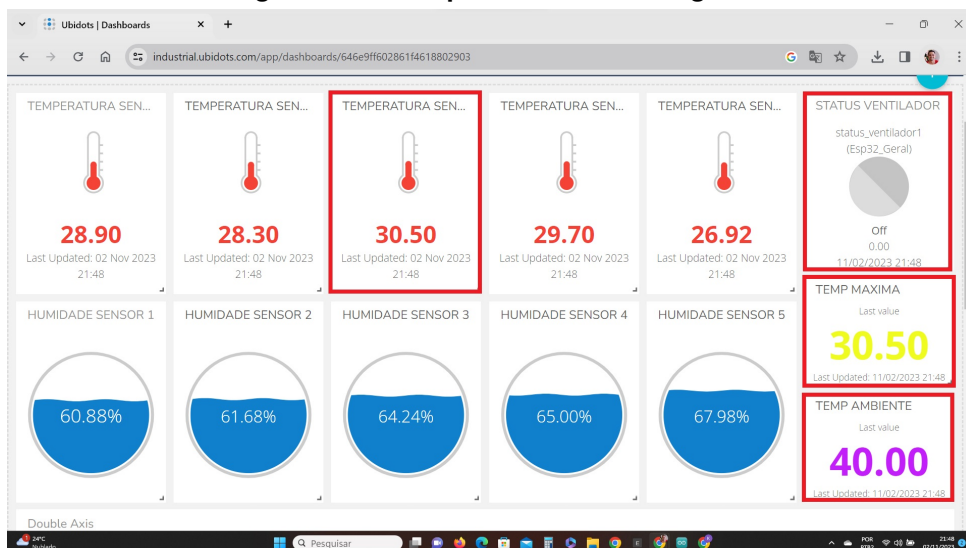 Ubidots | Dashboards
industrial.ubidots.com/app/dashboards/646e9ff602861f4618802903
TEMPERATURA SEN...
28.90
Last Updated: 02 Nov 2023
21:48
TEMPERATURA SEN...
28.30
Last Updated: 02 Nov 2023
21:48
TEMPERATURA SEN...
30.50
Last Updated: 02 Nov 2023
21:48
TEMPERATURA SEN...
29.70
Last Updated: 02 Nov 2023
21:48
TEMPERATURA SEN...
26.92
Last Updated: 02 Nov 2023
21:48
STATUS VENTILADOR
status_ventilador1
(Esp32_Geral)
Off
0.00
11/02/2023 21:48
TEMP MAXIMA
Last value
30.50
Last Updated: 11/02/2023 21:48
TEMP AMBIENTE
Last value
40.00
Last Updated: 11/02/2023 21:48
HUMIDADE SENSOR 1
60.88%
HUMIDADE SENSOR 2
61.68%
HUMIDADE SENSOR 3
64.24%
HUMIDADE SENSOR 4
65.00%
HUMIDADE SENSOR 5
67.98%
Double Axis
24°C
Nublado
Pesquisar
POR
PTB2
21:48
02/11/2023